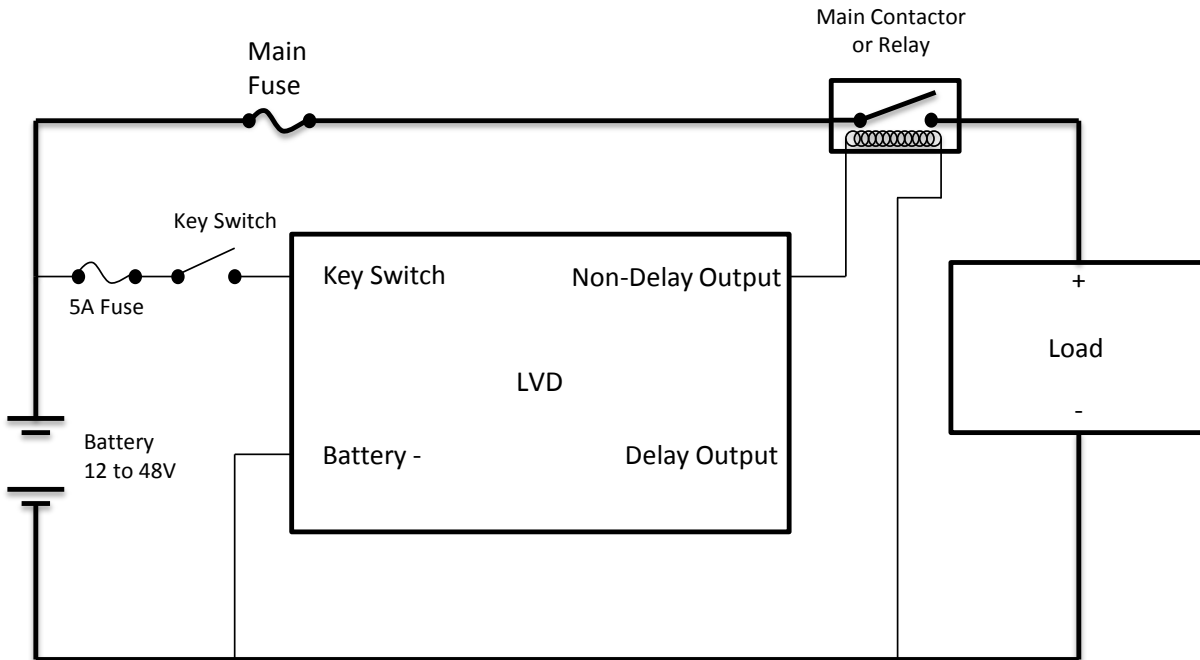 Main Contactor
or Relay
Main
Fuse
Key Switch
5A Fuse
Key Switch
Non-Delay Output
LVD
Battery -
Delay Output
+
Load
-
Battery
12 to 48V